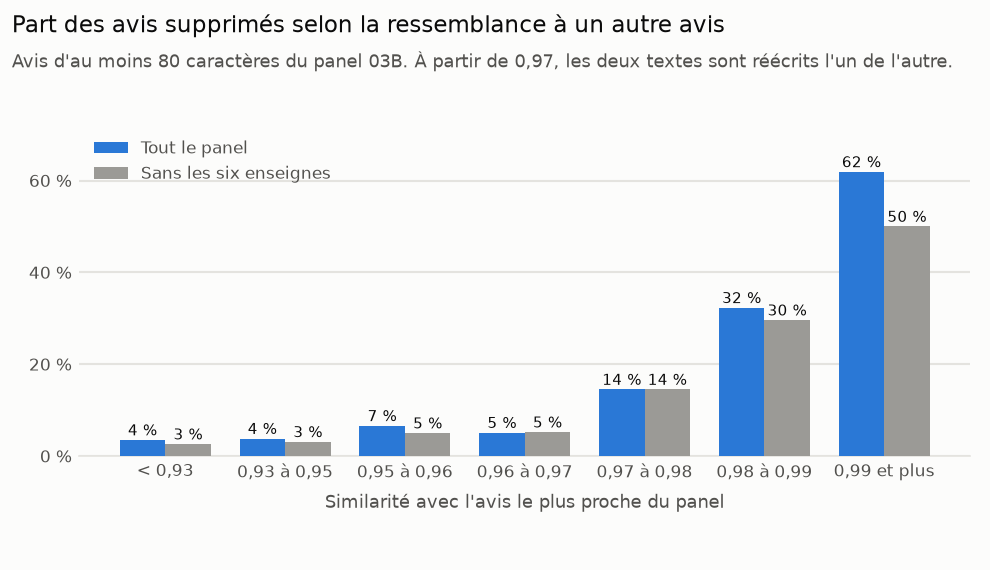 Part des avis supprimés selon la ressemblance à un autre avis
Avis d'au moins 80 caractères du panel 03B. À partir de 0,97, les deux textes sont réécrits l'un de l'autre.
Tout le panel
Sans les six enseignes
60 %
40 %
20 %
0 %
4 % 3 % 4 % 3 % 7 % 5 % 5 % 5 % 14 % 14 % 32 % 30 % 62 % 50 %
< 0,93 0,93 à 0,95 0,95 à 0,96 0,96 à 0,97 0,97 à 0,98 0,98 à 0,99 0,99 et plus
Similarité avec l'avis le plus proche du panel